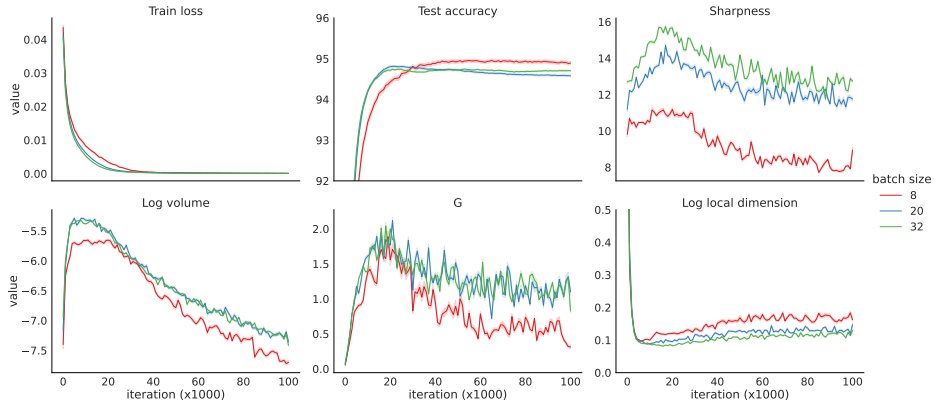 Train loss
Test accuracy
Sharpness
value
0.04
0.03
0.02
0.01
0.00
96
95
94
93
92
16
14
12
10
8
batch size
8
20
32
Log volume
G
Log local dimension
value
−5.5
−6.0
−6.5
−7.0
−7.5
2.0
1.5
1.0
0.5
0.0
0.5
0.4
0.3
0.2
0.1
0.0
0 20 40 60 80 100
0 20 40 60 80 100
0 20 40 60 80 100
iteration (x1000)
iteration (x1000)
iteration (x1000)